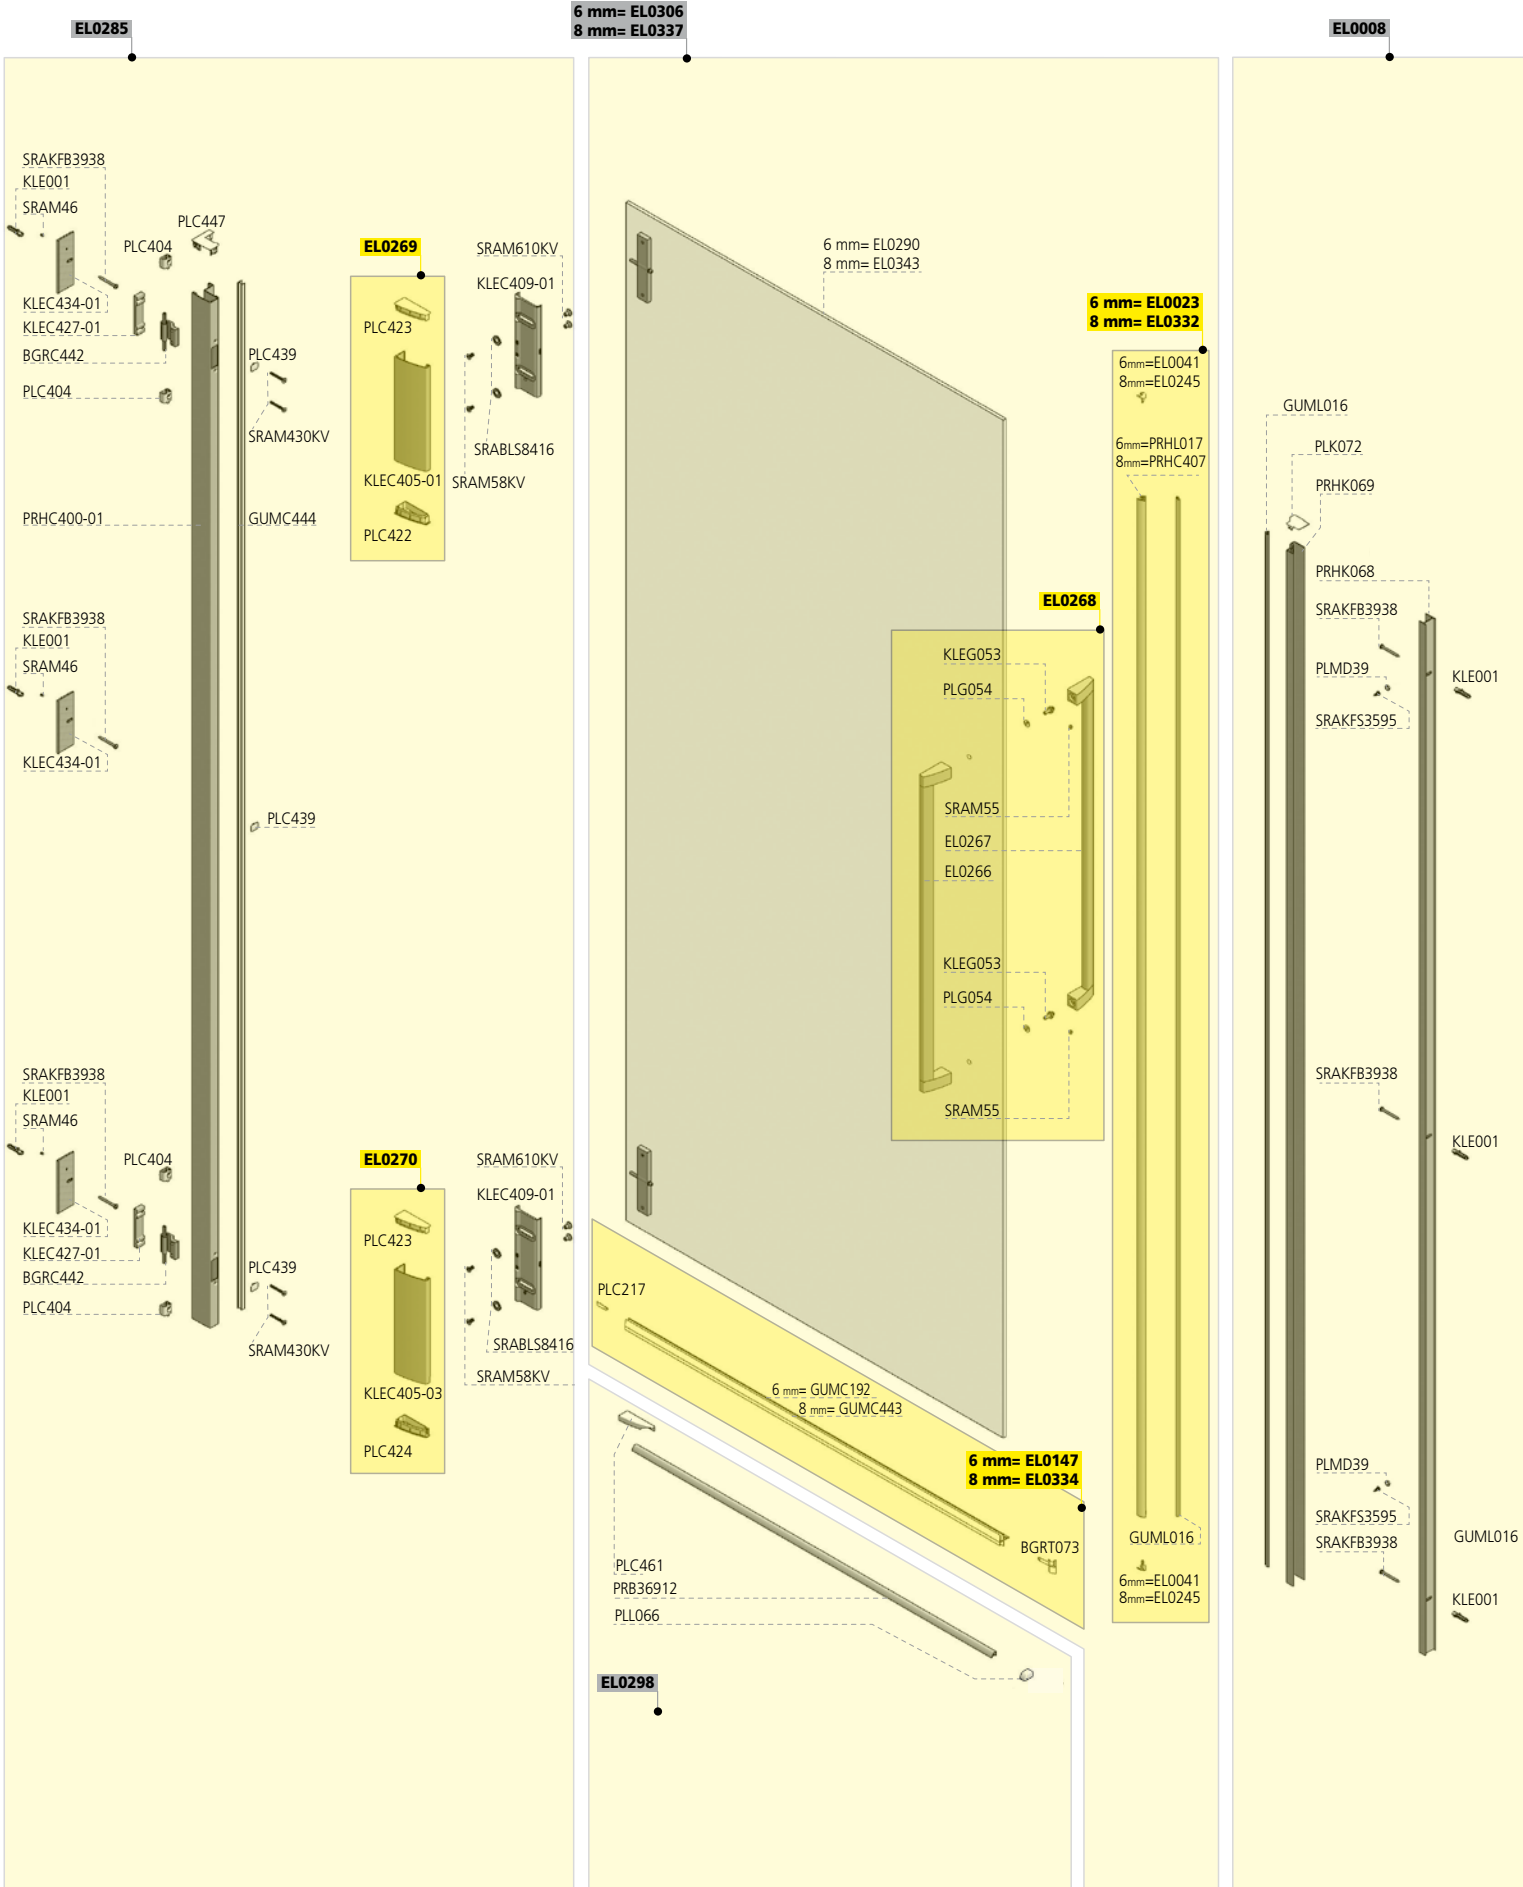 EL0285
SRAKFB3938
KLE001
SRAM46
PLC447
PLC404
KLEC434-01
KLEC427-01
BGRC442
PLC404
PLC439
SRAM430KV
PRHC400-01
GUMC444
SRAKFB3938
KLE001
SRAM46
KLEC434-01
PLC439
SRAKFB3938
KLE001
SRAM46
PLC404
KLEC434-01
KLEC427-01
BGRC442
PLC404
PLC439
SRAM430KV
EL0269
PLC423
KLEC405-01
PLC422
SRAM610KV
KLEC409-01
SRABLS8416
SRAM58KV
EL0270
PLC423
KLEC405-03
PLC424
SRAM610KV
KLEC409-01
SRABLS8416
SRAM58KV
6 mm= EL0306
8 mm= EL0337
6 mm= EL0290
8 mm= EL0343
6 mm= EL0023
8 mm= EL0332
6mm=EL0041
8mm=EL0245
6mm=PRHL017
8mm=PRHC407
EL0268
KLEG053
PLG054
SRAM55
EL0267
EL0266
KLEG053
PLG054
SRAM55
PLC217
6 mm= GUMC192
8 mm= GUMC443
6 mm= EL0147
8 mm= EL0334
BGRT073
GUML016
6mm=EL0041
8mm=EL0245
PLC461
PRB36912
PLL066
EL0298
EL0008
GUML016
PLK072
PRHK069
PRHK068
SRAKFB3938
PLMD39
KLE001
SRAKFS3595
SRAKFB3938
KLE001
PLMD39
SRAKFS3595
SRAKFB3938
GUML016
KLE001